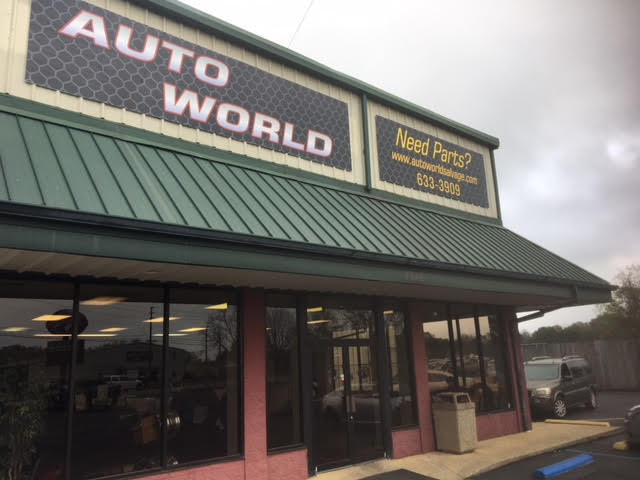 AUTO
WORLD
Need Parts?
www.autoworldsalvage.com
633-3909